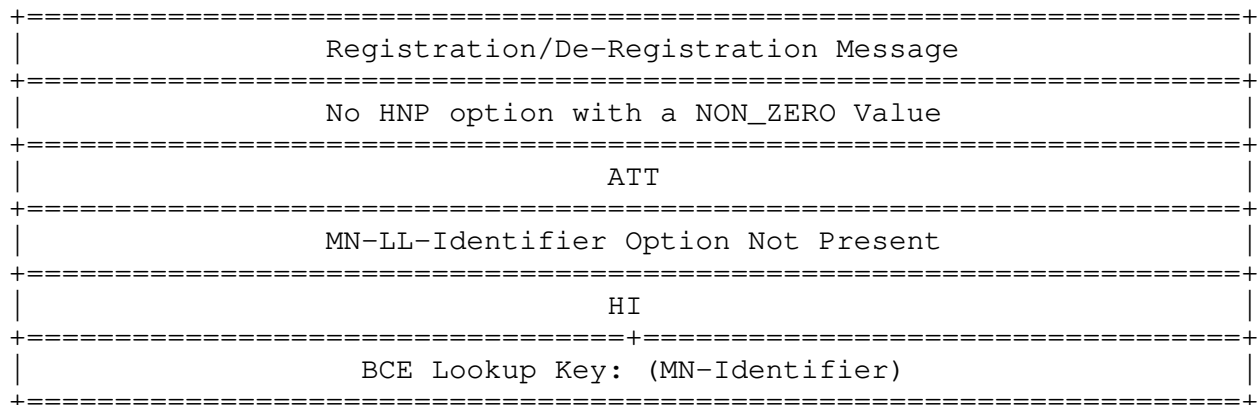 +=====================================================================+
|                 Registration/De-Registration Message                |
+=====================================================================+
|                 No HNP option with a NON_ZERO Value                 |
+=====================================================================+
|                                 ATT                                 |
+=====================================================================+
|                 MN-LL-Identifier Option Not Present                 |
+=====================================================================+
|                                 HI                                  |
+==================================+==================================+
|                   BCE Lookup Key: (MN-Identifier)                   |
+=====================================================================+